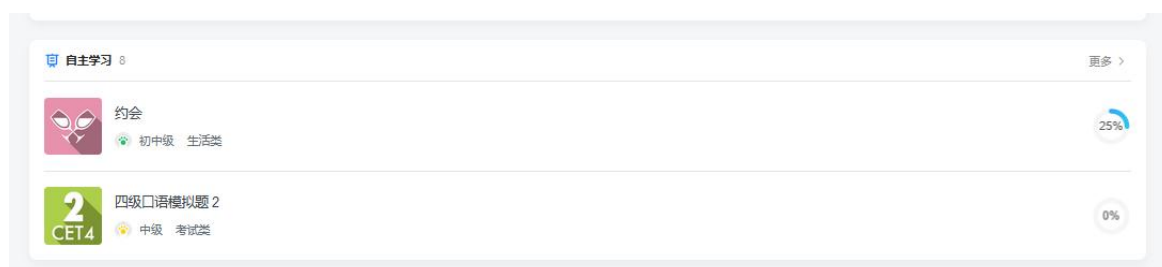 自主学习 8
更多 >
约会
初中级 生活类
25%
2
CET4
四级口语模拟题 2
中级 考试类
0%